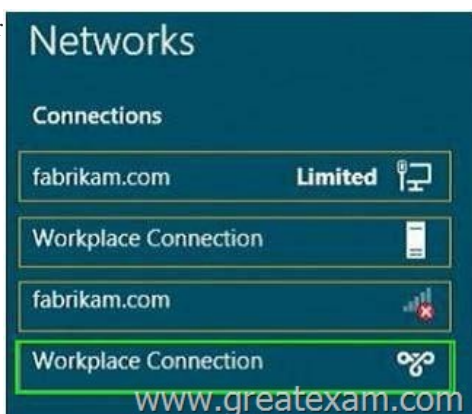 Networks
Connections
fabrikam.com Limited
Workplace Connection
fabrikam.com
Workplace Connection
www.greatexam.com